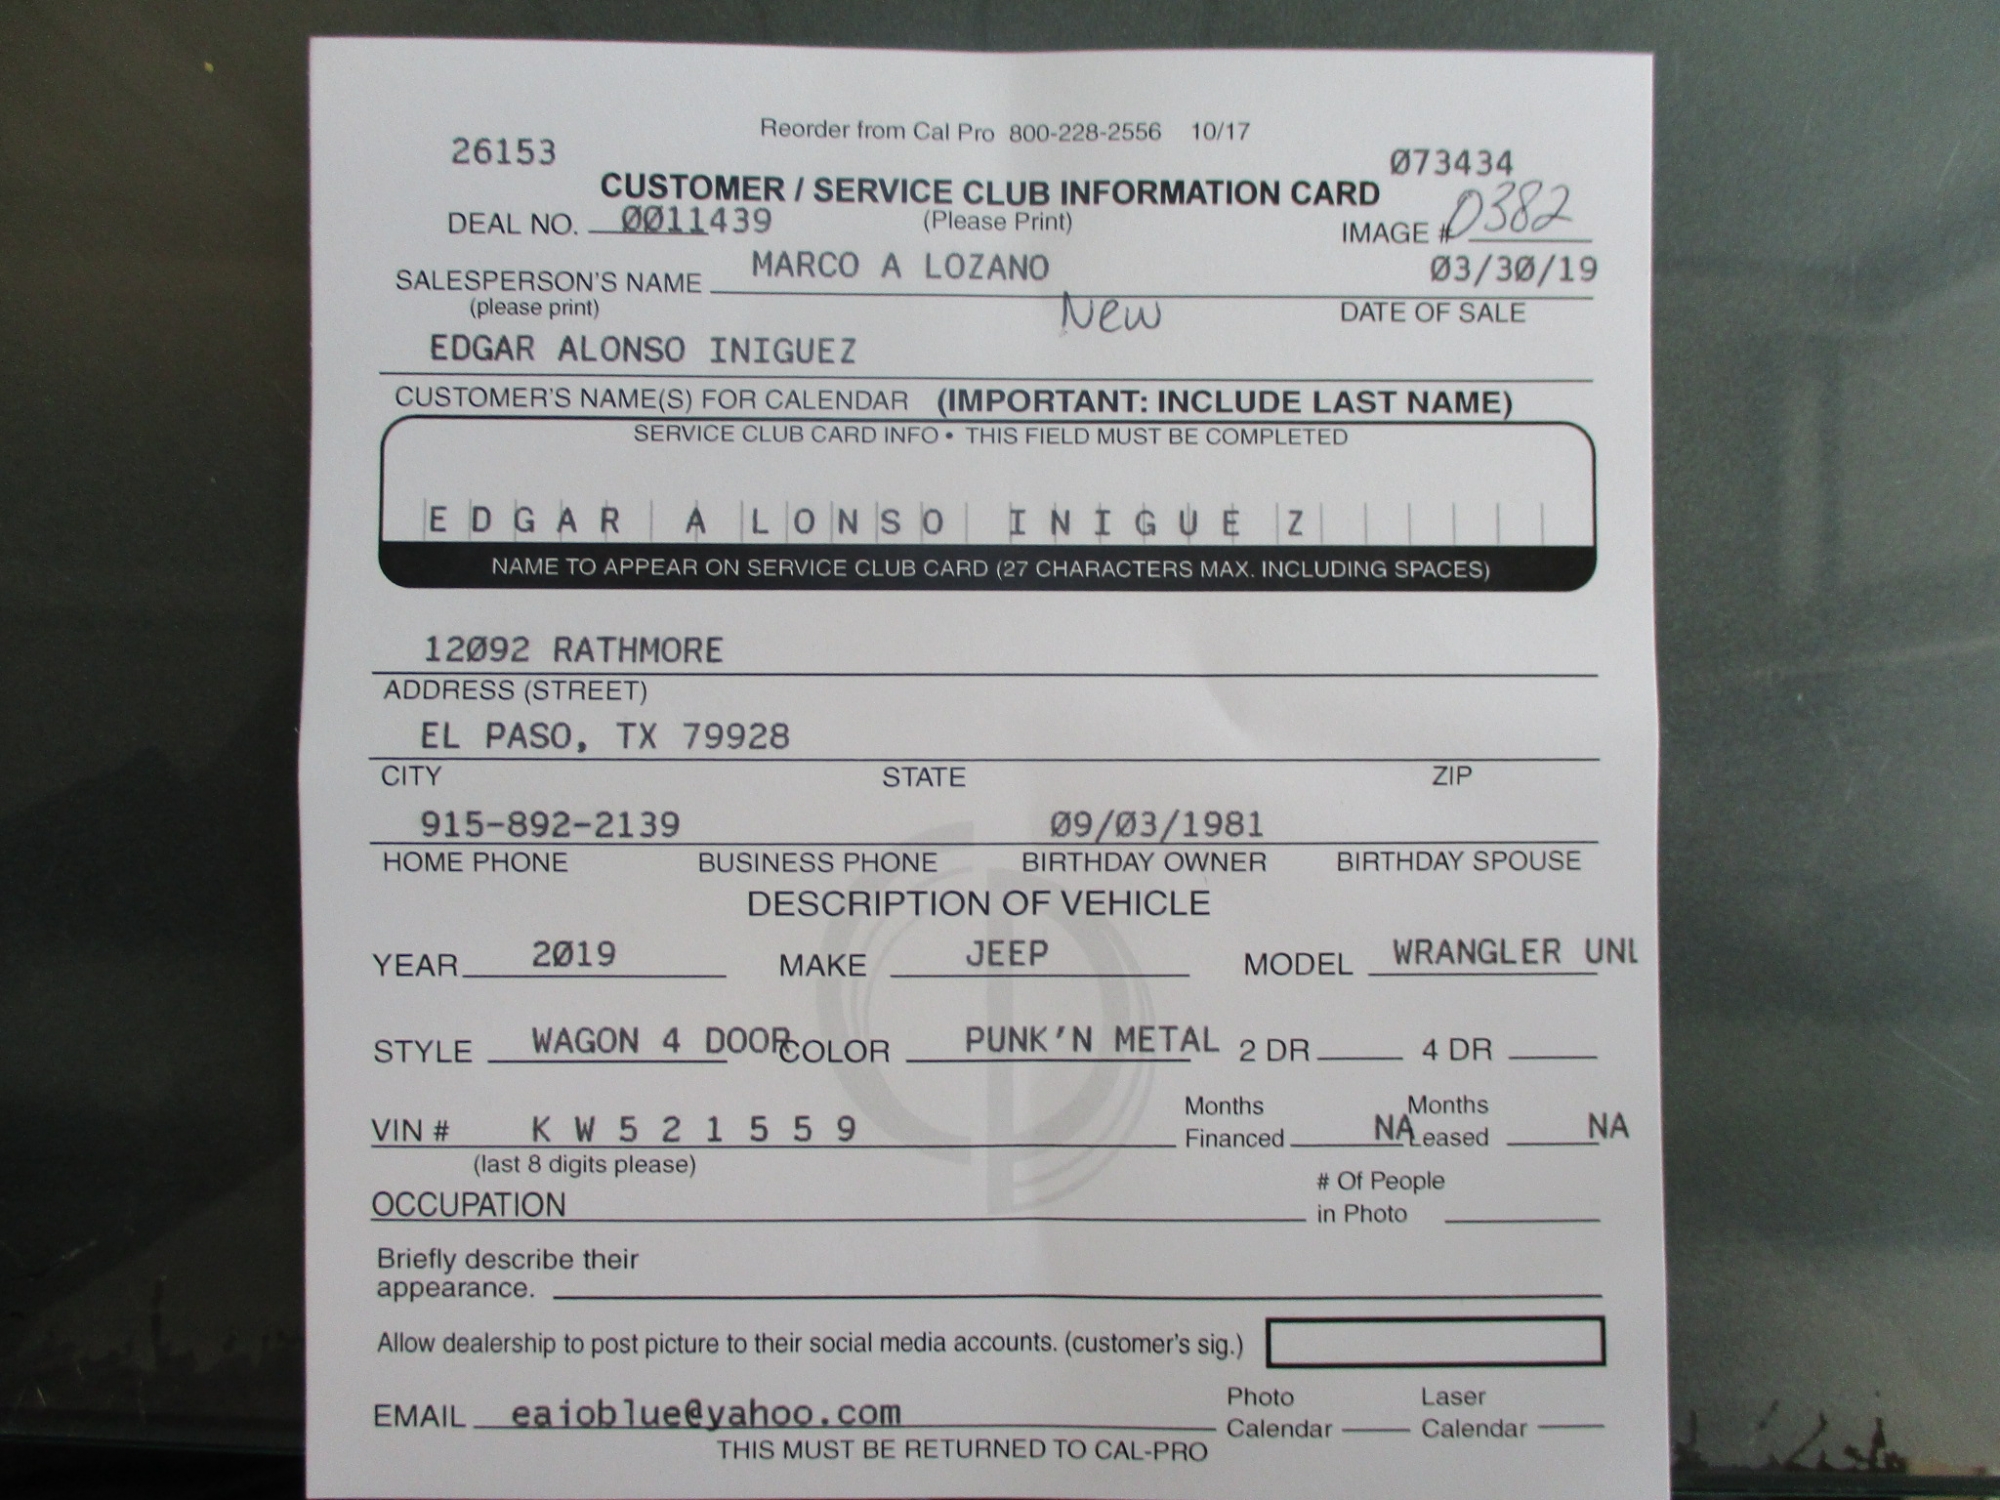 Reorder from Cal Pro 800-228-2556 10/17
26153 Ø73434
CUSTOMER / SERVICE CLUB INFORMATION CARD
DEAL NO. ØØ11439 (Please Print) IMAGE # 0382
SALESPERSON'S NAME MARCO A LOZANO Ø3/3Ø/19
(please print) New DATE OF SALE
EDGAR ALONSO INIGUEZ
CUSTOMER'S NAME(S) FOR CALENDAR (IMPORTANT: INCLUDE LAST NAME)
SERVICE CLUB CARD INFO • THIS FIELD MUST BE COMPLETED
E D G A R A L O N S O I N I G U E Z
NAME TO APPEAR ON SERVICE CLUB CARD (27 CHARACTERS MAX. INCLUDING SPACES)
12Ø92 RATHMORE
ADDRESS (STREET)
EL PASO, TX 79928
CITY STATE ZIP
915-892-2139 Ø9/Ø3/1981
HOME PHONE BUSINESS PHONE BIRTHDAY OWNER BIRTHDAY SPOUSE
DESCRIPTION OF VEHICLE
YEAR 2Ø19 MAKE JEEP MODEL WRANGLER UNL
STYLE WAGON 4 DOOR COLOR PUNK'N METAL 2 DR 4 DR
VIN # K W 5 2 1 5 5 9 Months Financed NA Months Leased NA
(last 8 digits please)
OCCUPATION # Of People in Photo
Briefly describe their
appearance.
Allow dealership to post picture to their social media accounts. (customer's sig.)
EMAIL eaioblue@yahoo.com Photo Calendar Laser Calendar
THIS MUST BE RETURNED TO CAL-PRO